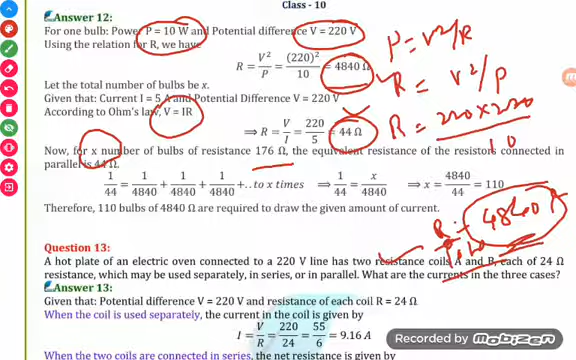 Class - 10
Answer 12:
For one bulb: Power P = 10 W and Potential difference V = 220 V
Using the relation for R, we have
R = V²/P = (220)²/10 = 4840 Ω
Let the total number of bulbs be x.
Given that: Current I = 5 A and Potential Difference V = 220 V
According to Ohm's law, V = IR
⇒ R = V/I = 220/5 = 44 Ω
Now, for x number of bulbs of resistance 176 Ω, the equivalent resistance of the resistors connected in
parallel is 44 Ω.
1/44 = 1/4840 + 1/4840 + 1/4840 +..to x times ⇒ 1/44 = x/4840 ⇒ x = 4840/44 = 110
Therefore, 110 bulbs of 4840 Ω are required to draw the given amount of current.
P = V²/R
R = V²/P
R = 220 x 220/10
4840
Question 13:
A hot plate of an electric oven connected to a 220 V line has two resistance coils A and B, each of 24 Ω
resistance, which may be used separately, in series, or in parallel. What are the currents in the three cases?
Answer 13:
Given that: Potential difference V = 220 V and resistance of each coil R = 24 Ω
When the coil is used separately, the current in the coil is given by
I = V/R = 220/24 = 55/6 = 9.16 A
When the two coils are connected in series, the net resistance is given by
Recorded by mobizen